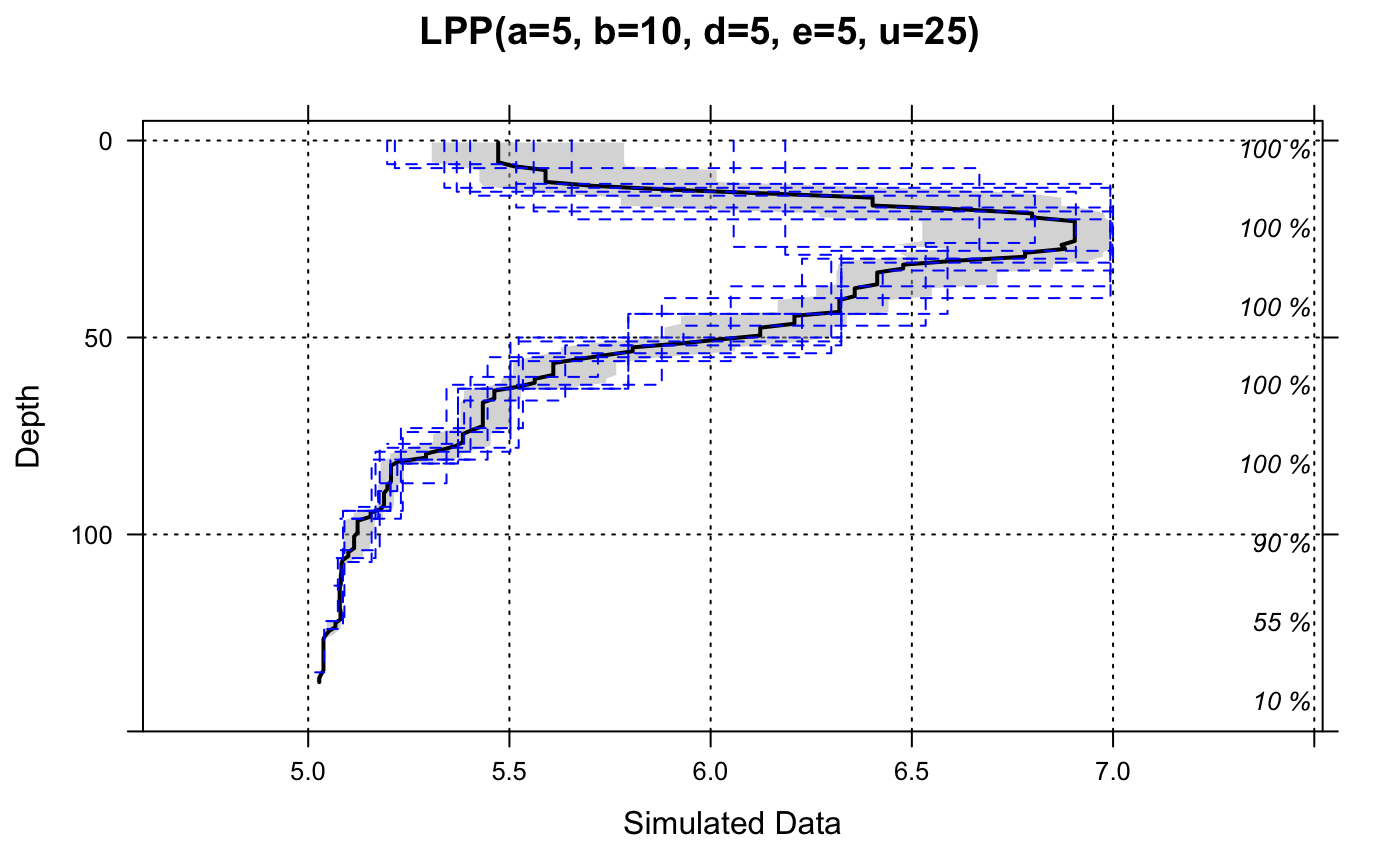 LPP(a=5, b=10, d=5, e=5, u=25)
0
100 %
100 %
100 %
50
100 %
Depth
100 %
100
90 %
55 %
10 %
5.0 5.5 6.0 6.5 7.0
Simulated Data